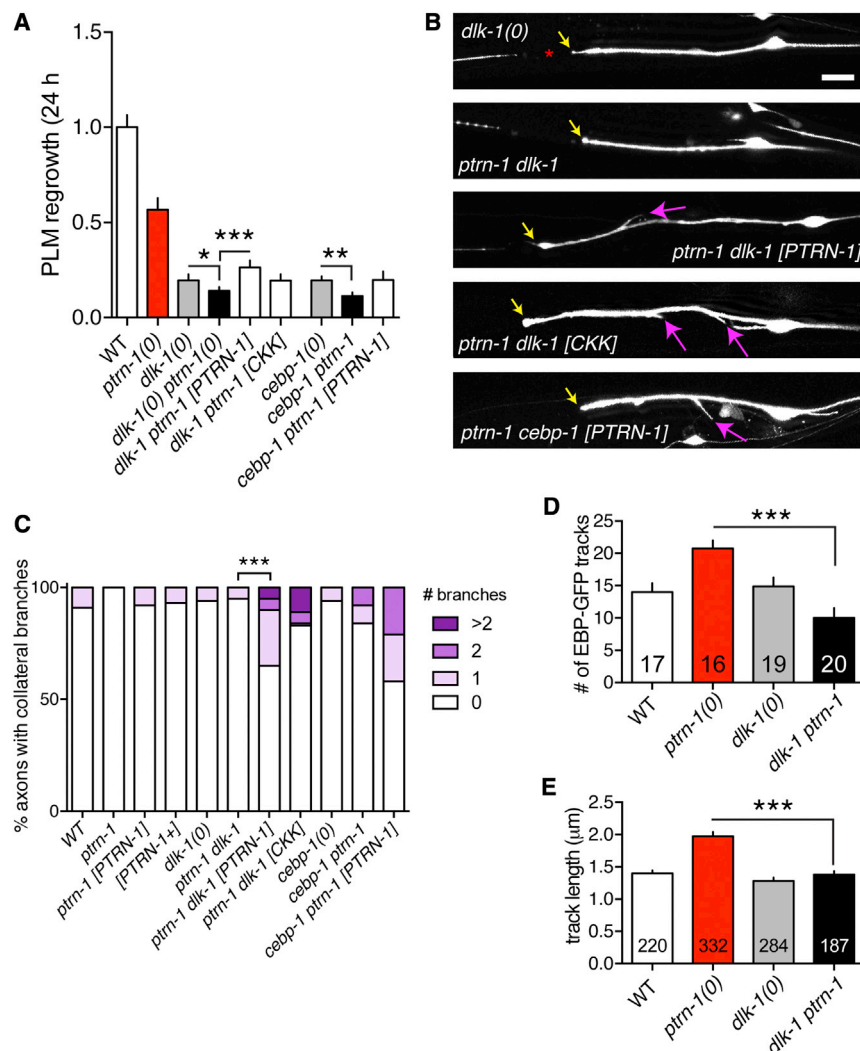 A
PLM regrowth (24 h
1.0
0.5
0.0
* *** **
WT
ptrn-1(0)
dlk-1(0)
dlk-1(0) ptrn-1(0)
dlk-1 ptrn-1 [PTRN-1]
dlk-1 ptrn-1 [CKK]
cebp-1(0)
cebp-1 ptrn-1
cebp-1 ptrn-1 [PTRN-1]
B
dlk-1(0)
*
ptrn-1 dlk-1
ptrn-1 dlk-1 [PTRN-1]
ptrn-1 dlk-1 [CKK]
ptrn-1 cebp-1 [PTRN-1]
C
% axons with collateral branches
100
50
0
***
# branches
>2
2
1
0
WT
ptrn-1
ptrn-1 [PTRN-1]
[PTRN-1+]
dlk-1(0)
ptrn-1 dlk-1
ptrn-1 dlk-1 [PTRN-1]
ptrn-1 dlk-1 [CKK]
cebp-1(0)
cebp-1 ptrn-1
cebp-1 ptrn-1 [PTRN-1]
D
# of EBP-GFP tracks
25
20
15
10
5
0
***
17 16 19 20
WT
ptrn-1(0)
dlk-1(0)
dlk-1 ptrn-1
E
track length (μm)
2.5
2.0
1.5
1.0
0.5
0.0
***
220 332 284 187
WT
ptrn-1(0)
dlk-1(0)
dlk-1 ptrn-1